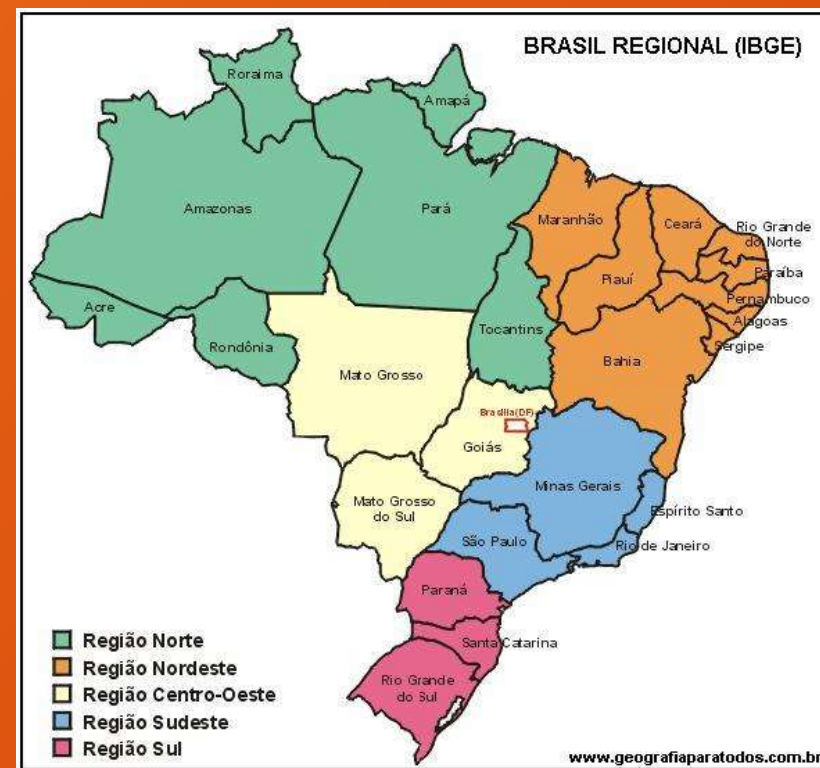 BRASIL REGIONAL (IBGE)
Roraima
Amapá
Amazonas
Pará
Maranhão
Ceará
Rio Grande
do Norte
Piauí
Paraíba
Pernambuco
Acre
Rondônia
Tocantins
Alagoas
Sergipe
Bahia
Mato Grosso
Brasília(DF)
Goiás
Minas Gerais
Mato Grosso
do Sul
Espírito Santo
São Paulo
Rio de Janeiro
Paraná
Santa Catarina
Rio Grande
do Sul
Região Norte
Região Nordeste
Região Centro-Oeste
Região Sudeste
Região Sul
www.geografiaparatodos.com.br